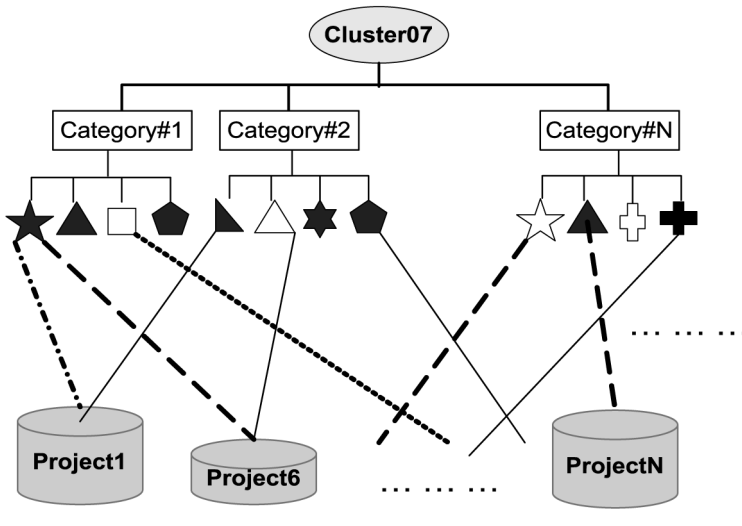 Cluster07
Category#1
Category#2
Category#N
... ... ...
Project1
Project6
... ... ...
ProjectN